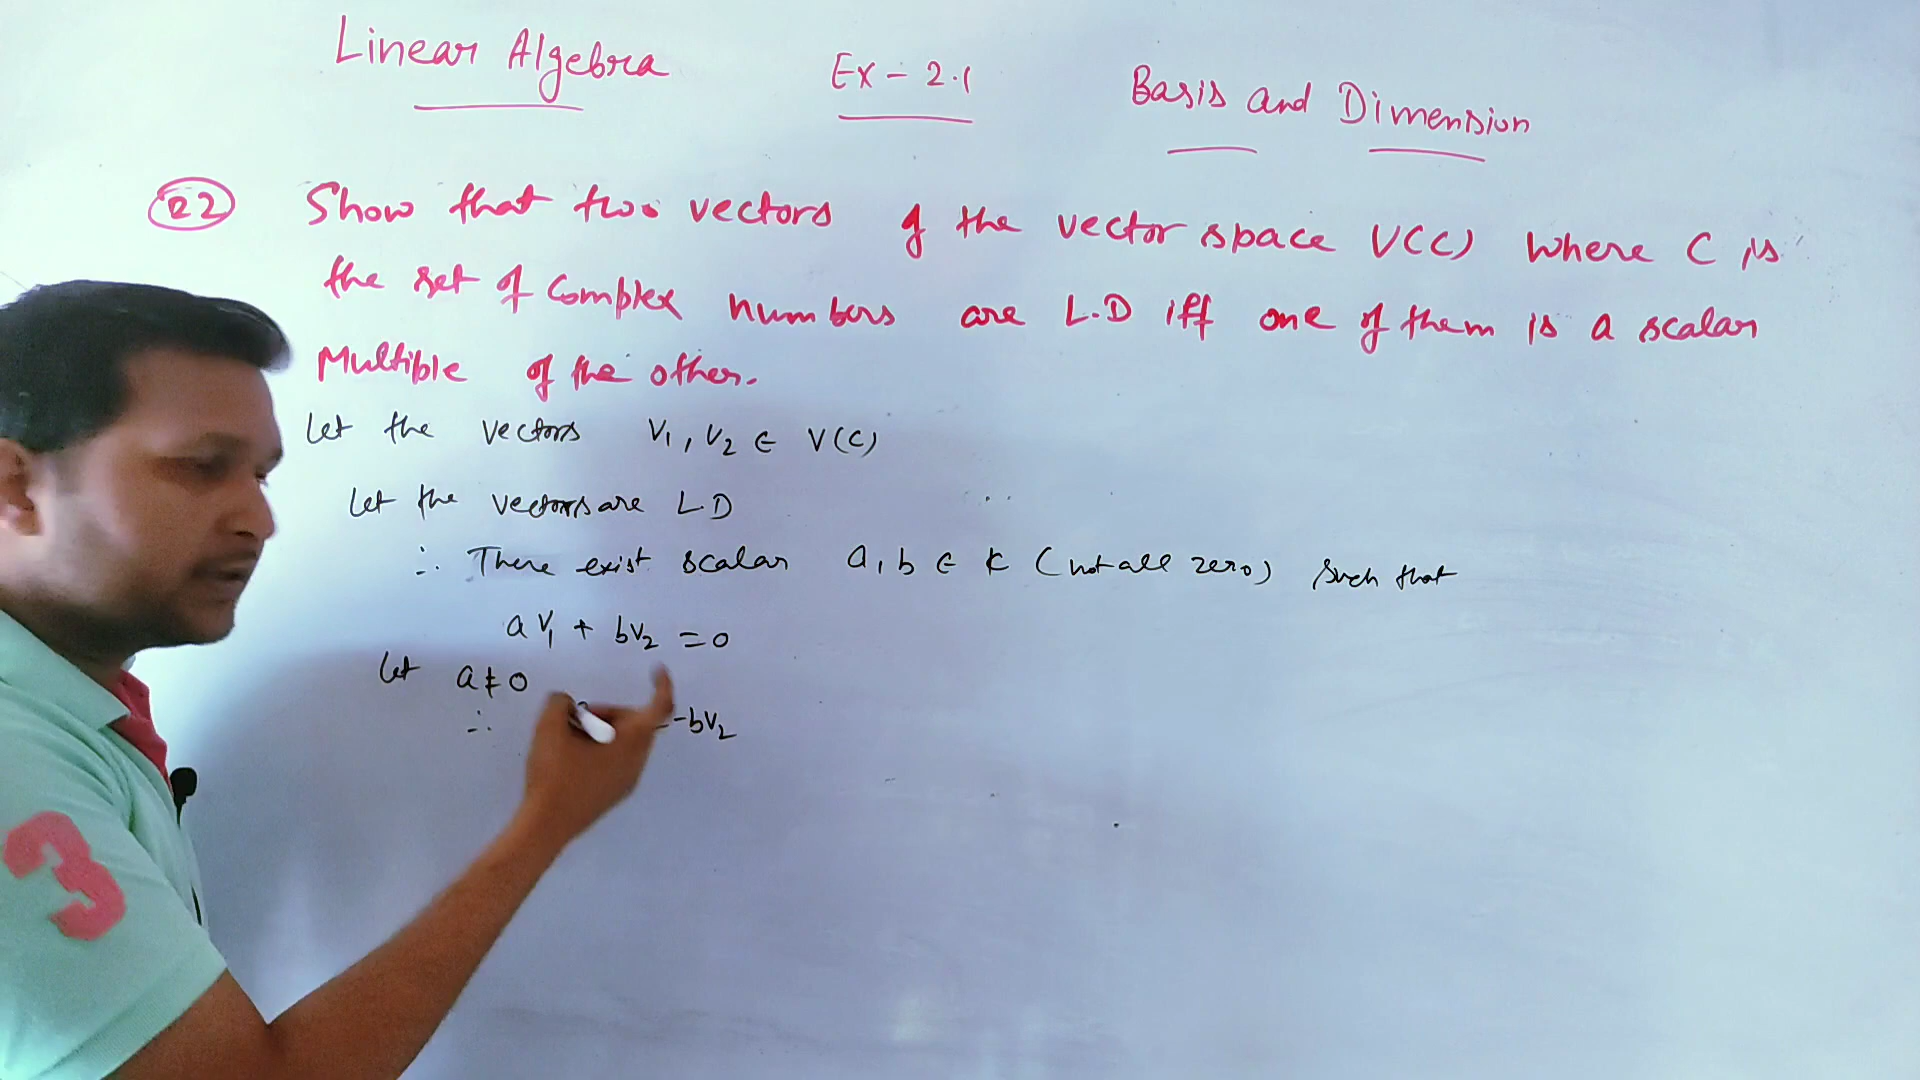 Linear Algebra Ex - 2.1 Basis and Dimension
Q2 Show that two vectors of the vector space V(C) where C is
the set of complex numbers are L.D iff one of them is a scalar
Multiple of the other.
Let the vectors V1, V2 ∈ V(C)
Let the vectors are L.D
∴ There exist scalar a, b ∈ K (not all zero) such that
aV1 + bV2 = 0
let a ≠ 0
∴ = -bV2
3